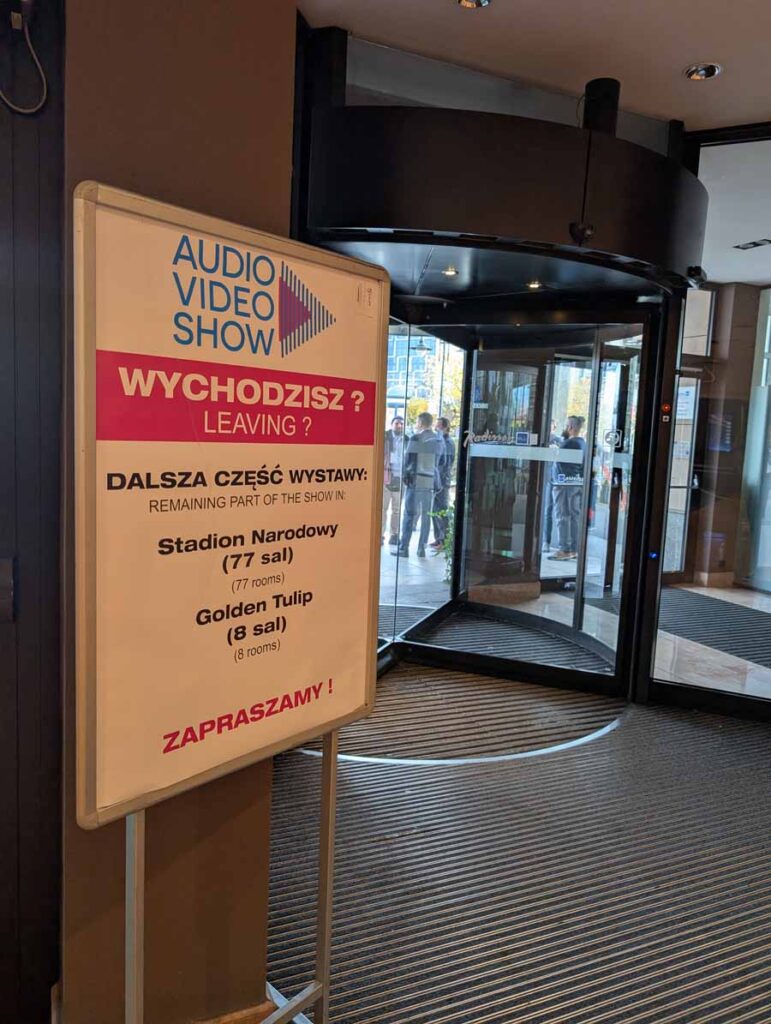 AUDIO
VIDEO
SHOW
WYCHODZISZ ?
LEAVING ?
DALSZA CZĘŚĆ WYSTAWY:
REMAINING PART OF THE SHOW IN:
Stadion Narodowy
(77 sal)
(77 rooms)
Golden Tulip
(8 sal)
(8 rooms)
ZAPRASZAMY !
Radisson